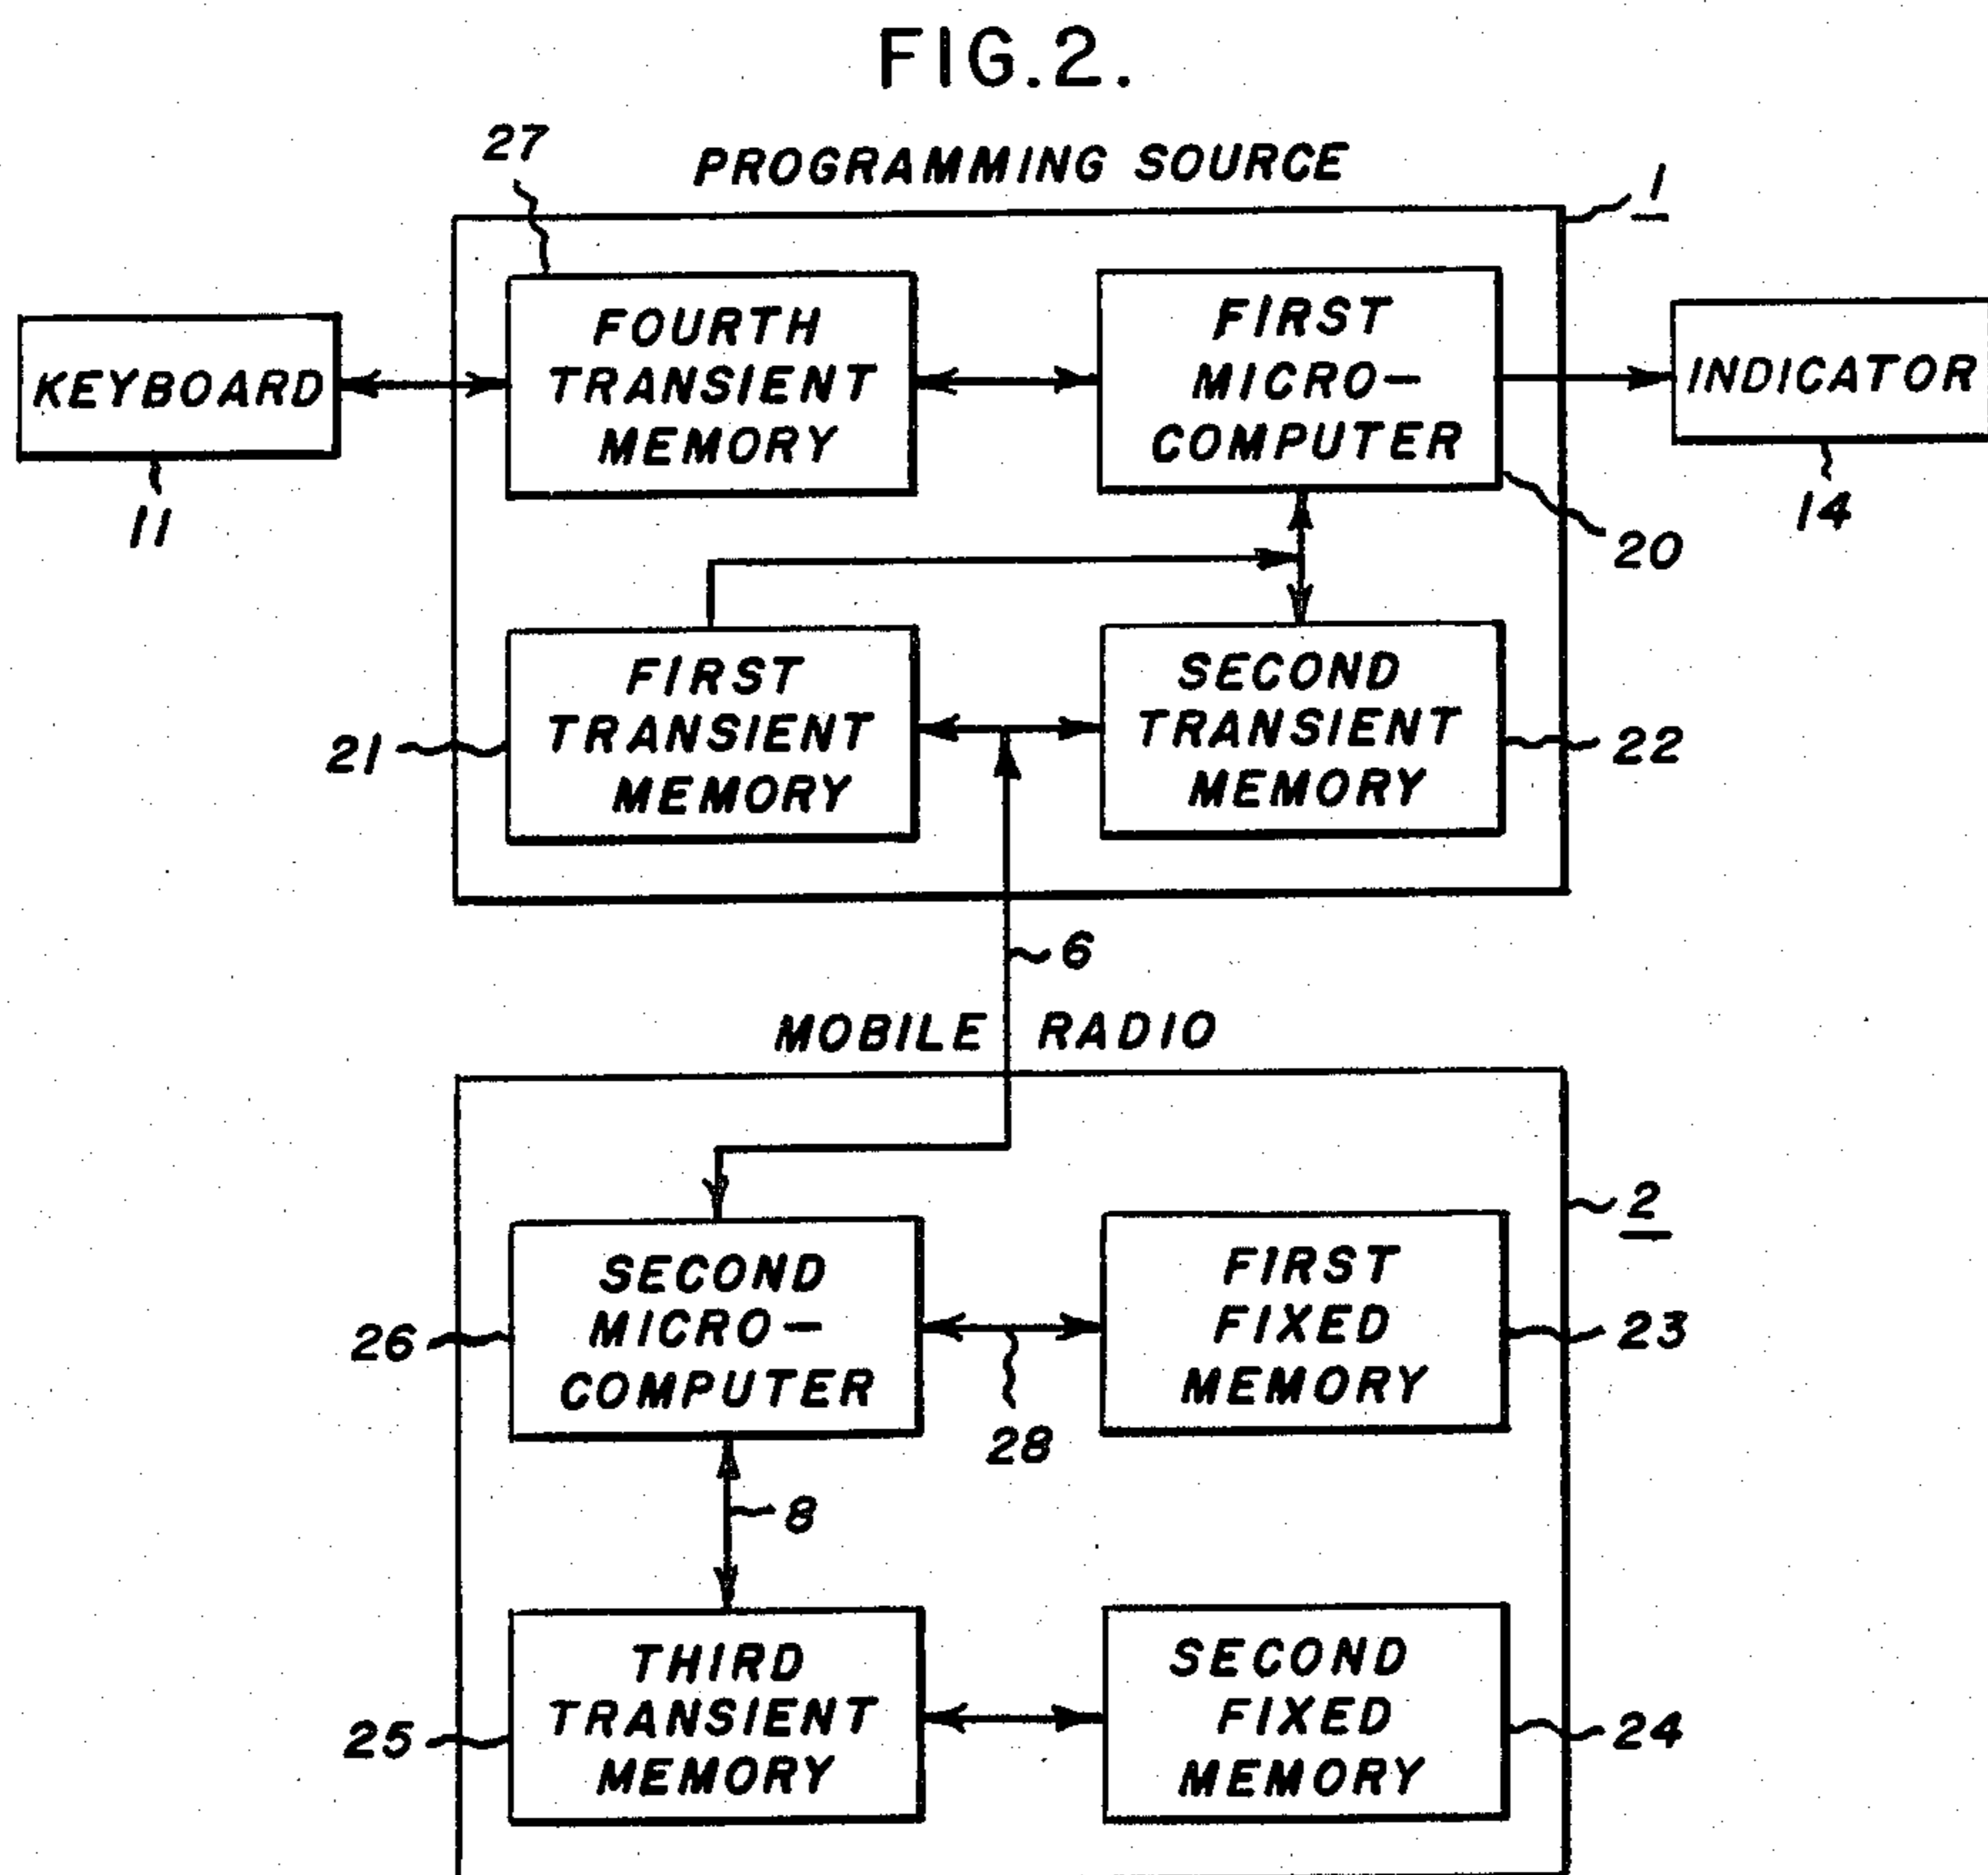 FIG.2.
27
PROGRAMMING SOURCE
1
KEYBOARD
11
FOURTH
TRANSIENT
MEMORY
FIRST
MICRO-
COMPUTER
20
INDICATOR
14
21
FIRST
TRANSIENT
MEMORY
SECOND
TRANSIENT
MEMORY
22
6
MOBILE RADIO
2
26
SECOND
MICRO-
COMPUTER
28
FIRST
FIXED
MEMORY
23
8
25
THIRD
TRANSIENT
MEMORY
SECOND
FIXED
MEMORY
24